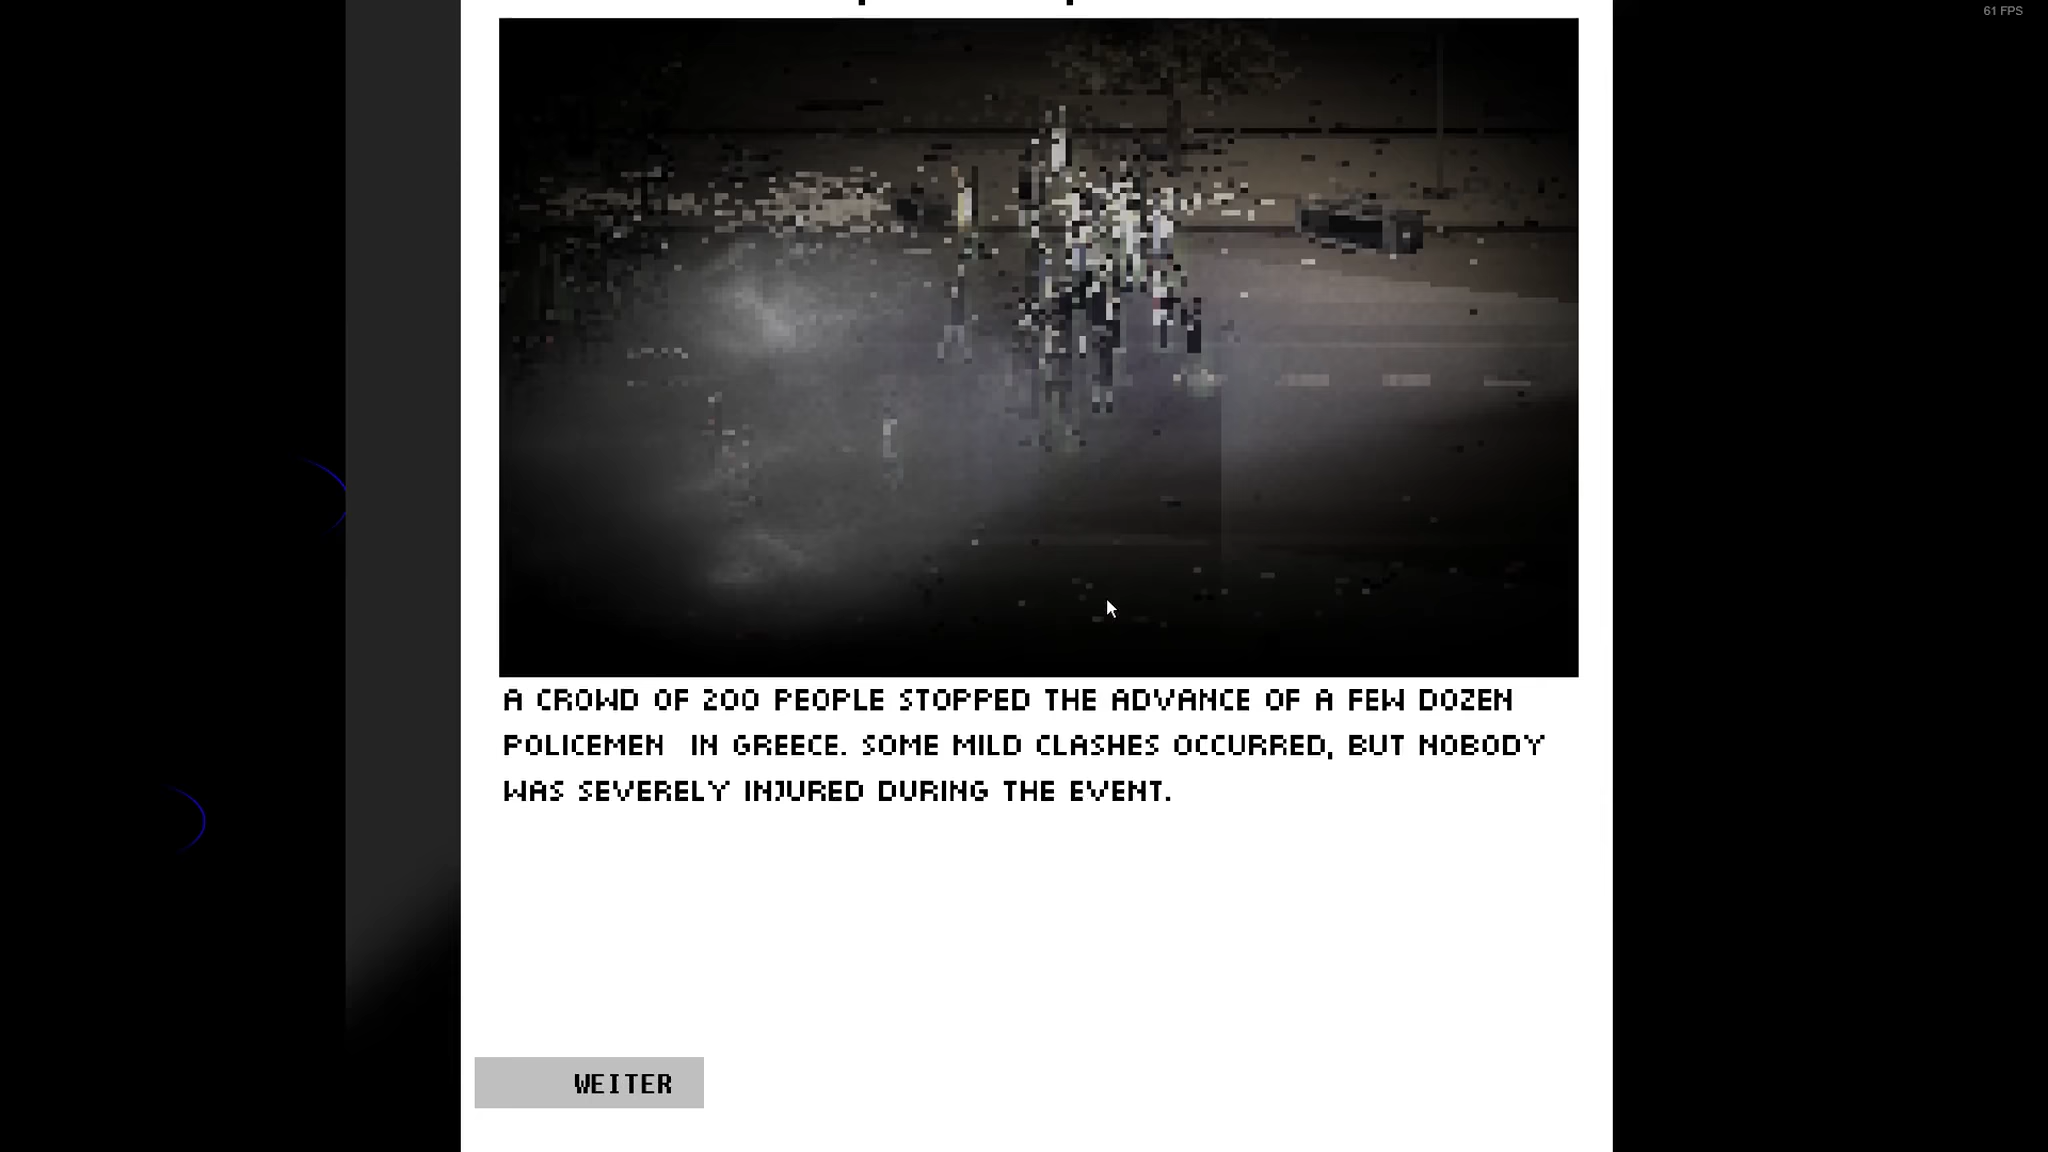 61 FPS
A CROWD OF 200 PEOPLE STOPPED THE ADVANCE OF A FEW DOZEN
POLICEMEN  IN GREECE. SOME MILD CLASHES OCCURRED, BUT NOBODY
WAS SEVERELY INJURED DURING THE EVENT.
WEITER